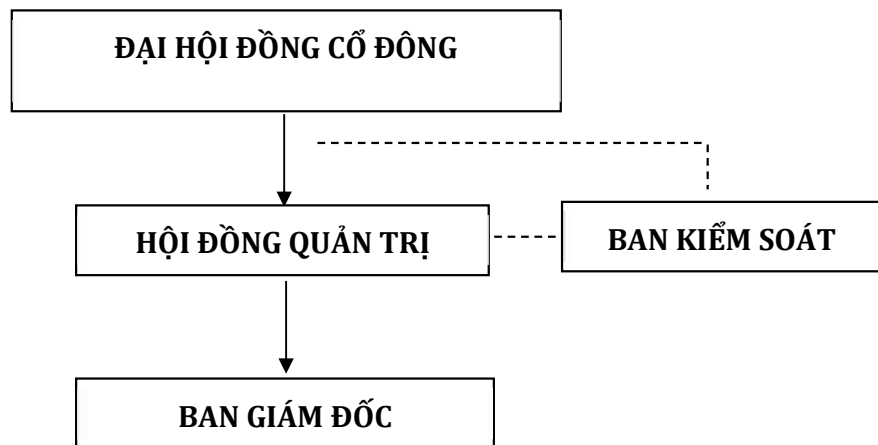 ĐẠI HỘI ĐỒNG CỔ ĐÔNG
HỘI ĐỒNG QUẢN TRỊ
BAN KIỂM SOÁT
BAN GIÁM ĐỐC